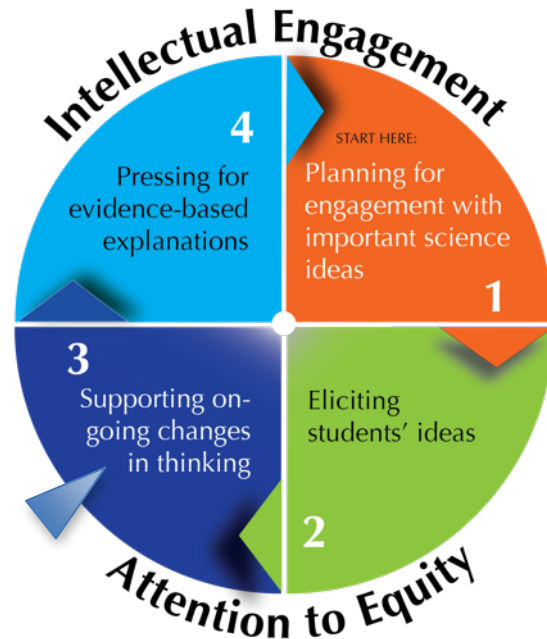 Intellectual Engagement
START HERE:
Planning for
engagement with
important science
ideas
1
Eliciting
students’ ideas
2
3
Supporting on-
going changes
in thinking
4
Pressing for
evidence-based
explanations
Attention to Equity